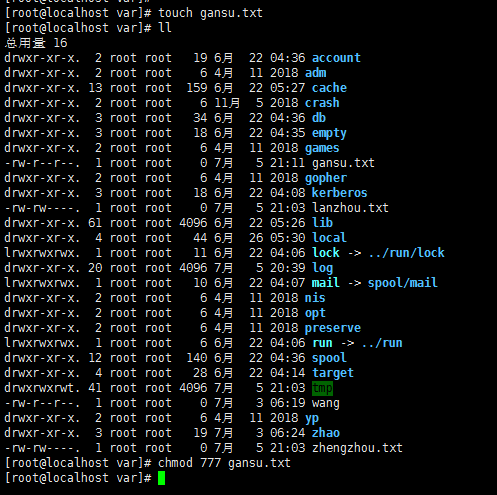 [root@localhost var]# touch gansu.txt
[root@localhost var]# ll
总用量 16
drwxr-xr-x. 2 root root 19 6月 22 04:36 account
drwxr-xr-x. 2 root root 6 4月 11 2018 adm
drwxr-xr-x. 13 root root 159 6月 22 05:27 cache
drwxr-xr-x. 2 root root 6 11月 5 2018 crash
drwxr-xr-x. 3 root root 34 6月 22 04:36 db
drwxr-xr-x. 3 root root 18 6月 22 04:35 empty
drwxr-xr-x. 2 root root 6 4月 11 2018 games
-rw-r--r--. 1 root root 0 7月 5 21:11 gansu.txt
drwxr-xr-x. 2 root root 6 4月 11 2018 gopher
drwxr-xr-x. 3 root root 18 6月 22 04:08 kerberos
-rw-rw----. 1 root root 0 7月 5 21:03 lanzhou.txt
drwxr-xr-x. 61 root root 4096 6月 22 05:26 lib
drwxr-xr-x. 4 root root 44 6月 26 05:30 local
lrwxrwxrwx. 1 root root 11 6月 22 04:06 lock -> ../run/lock
drwxr-xr-x. 20 root root 4096 7月 5 20:39 log
lrwxrwxrwx. 1 root root 10 6月 22 04:07 mail -> spool/mail
drwxr-xr-x. 2 root root 6 4月 11 2018 nis
drwxr-xr-x. 2 root root 6 4月 11 2018 opt
drwxr-xr-x. 2 root root 6 4月 11 2018 preserve
lrwxrwxrwx. 1 root root 6 6月 22 04:06 run -> ../run
drwxr-xr-x. 12 root root 140 6月 22 04:36 spool
drwxr-xr-x. 4 root root 28 6月 22 04:14 target
drwxrwxrwt. 41 root root 4096 7月 5 21:03 tmp
-rw-r--r--. 1 root root 0 7月 3 06:19 wang
drwxr-xr-x. 2 root root 6 4月 11 2018 yp
drwxr-xr-x. 3 root root 19 7月 3 06:24 zhao
-rw-rw----. 1 root root 0 7月 5 21:03 zhengzhou.txt
[root@localhost var]# chmod 777 gansu.txt
[root@localhost var]#